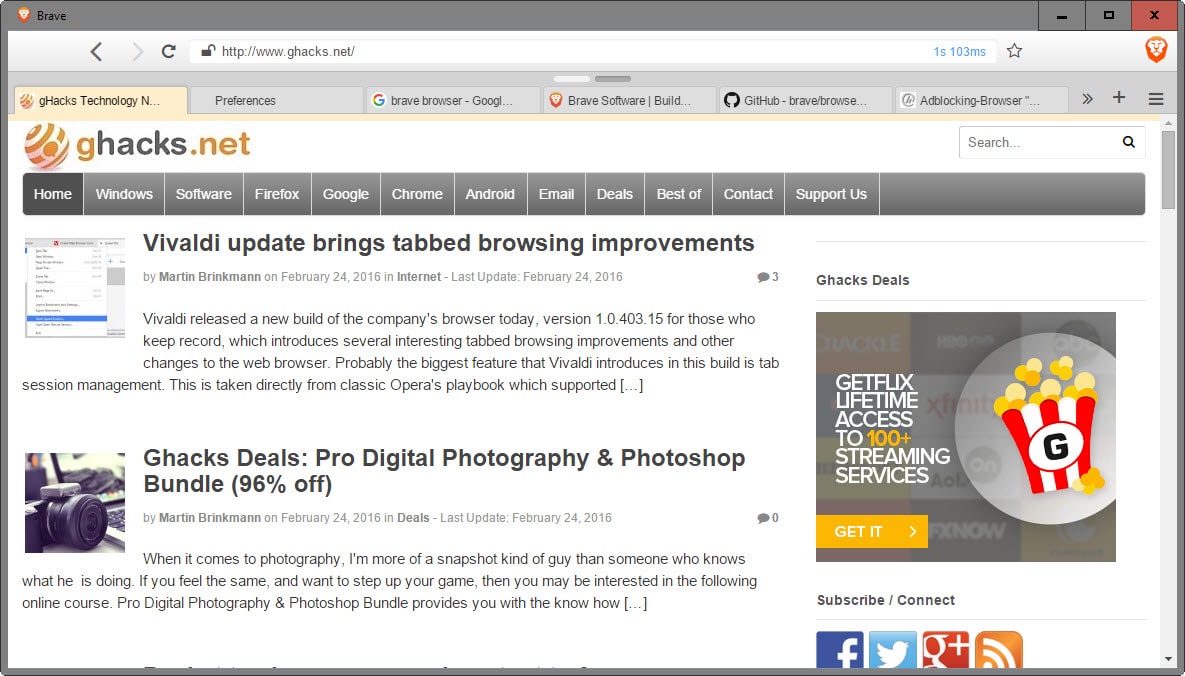 Brave
http://www.ghacks.net/ 1s 103ms
gHacks Technology N... Preferences brave browser - Googl... Brave Software | Build... GitHub - brave/browse... Adblocking-Browser "...
ghacks.net
Search...
Home Windows Software Firefox Google Chrome Android Email Deals Best of Contact Support Us
Vivaldi update brings tabbed browsing improvements
by Martin Brinkmann on February 24, 2016 in Internet - Last Update: February 24, 2016 3
Vivaldi released a new build of the company's browser today, version 1.0.403.15 for those who
keep record, which introduces several interesting tabbed browsing improvements and other
changes to the web browser. Probably the biggest feature that Vivaldi introduces in this build is tab
session management. This is taken directly from classic Opera's playbook which supported […]
Ghacks Deals: Pro Digital Photography & Photoshop
Bundle (96% off)
by Martin Brinkmann on February 24, 2016 in Deals - Last Update: February 24, 2016 0
When it comes to photography, I'm more of a snapshot kind of guy than someone who knows
what he  is doing. If you feel the same, and want to step up your game, then you may be interested in the following
online course. Pro Digital Photography & Photoshop Bundle provides you with the know how […]
Ghacks Deals
CRACKLE HBO GO abc
GETFLIX
LIFETIME
ACCESS
TO 100+
STREAMING
SERVICES
xfinity
on
Aol.
G
GET IT
FXNOW
Subscribe / Connect
f g+